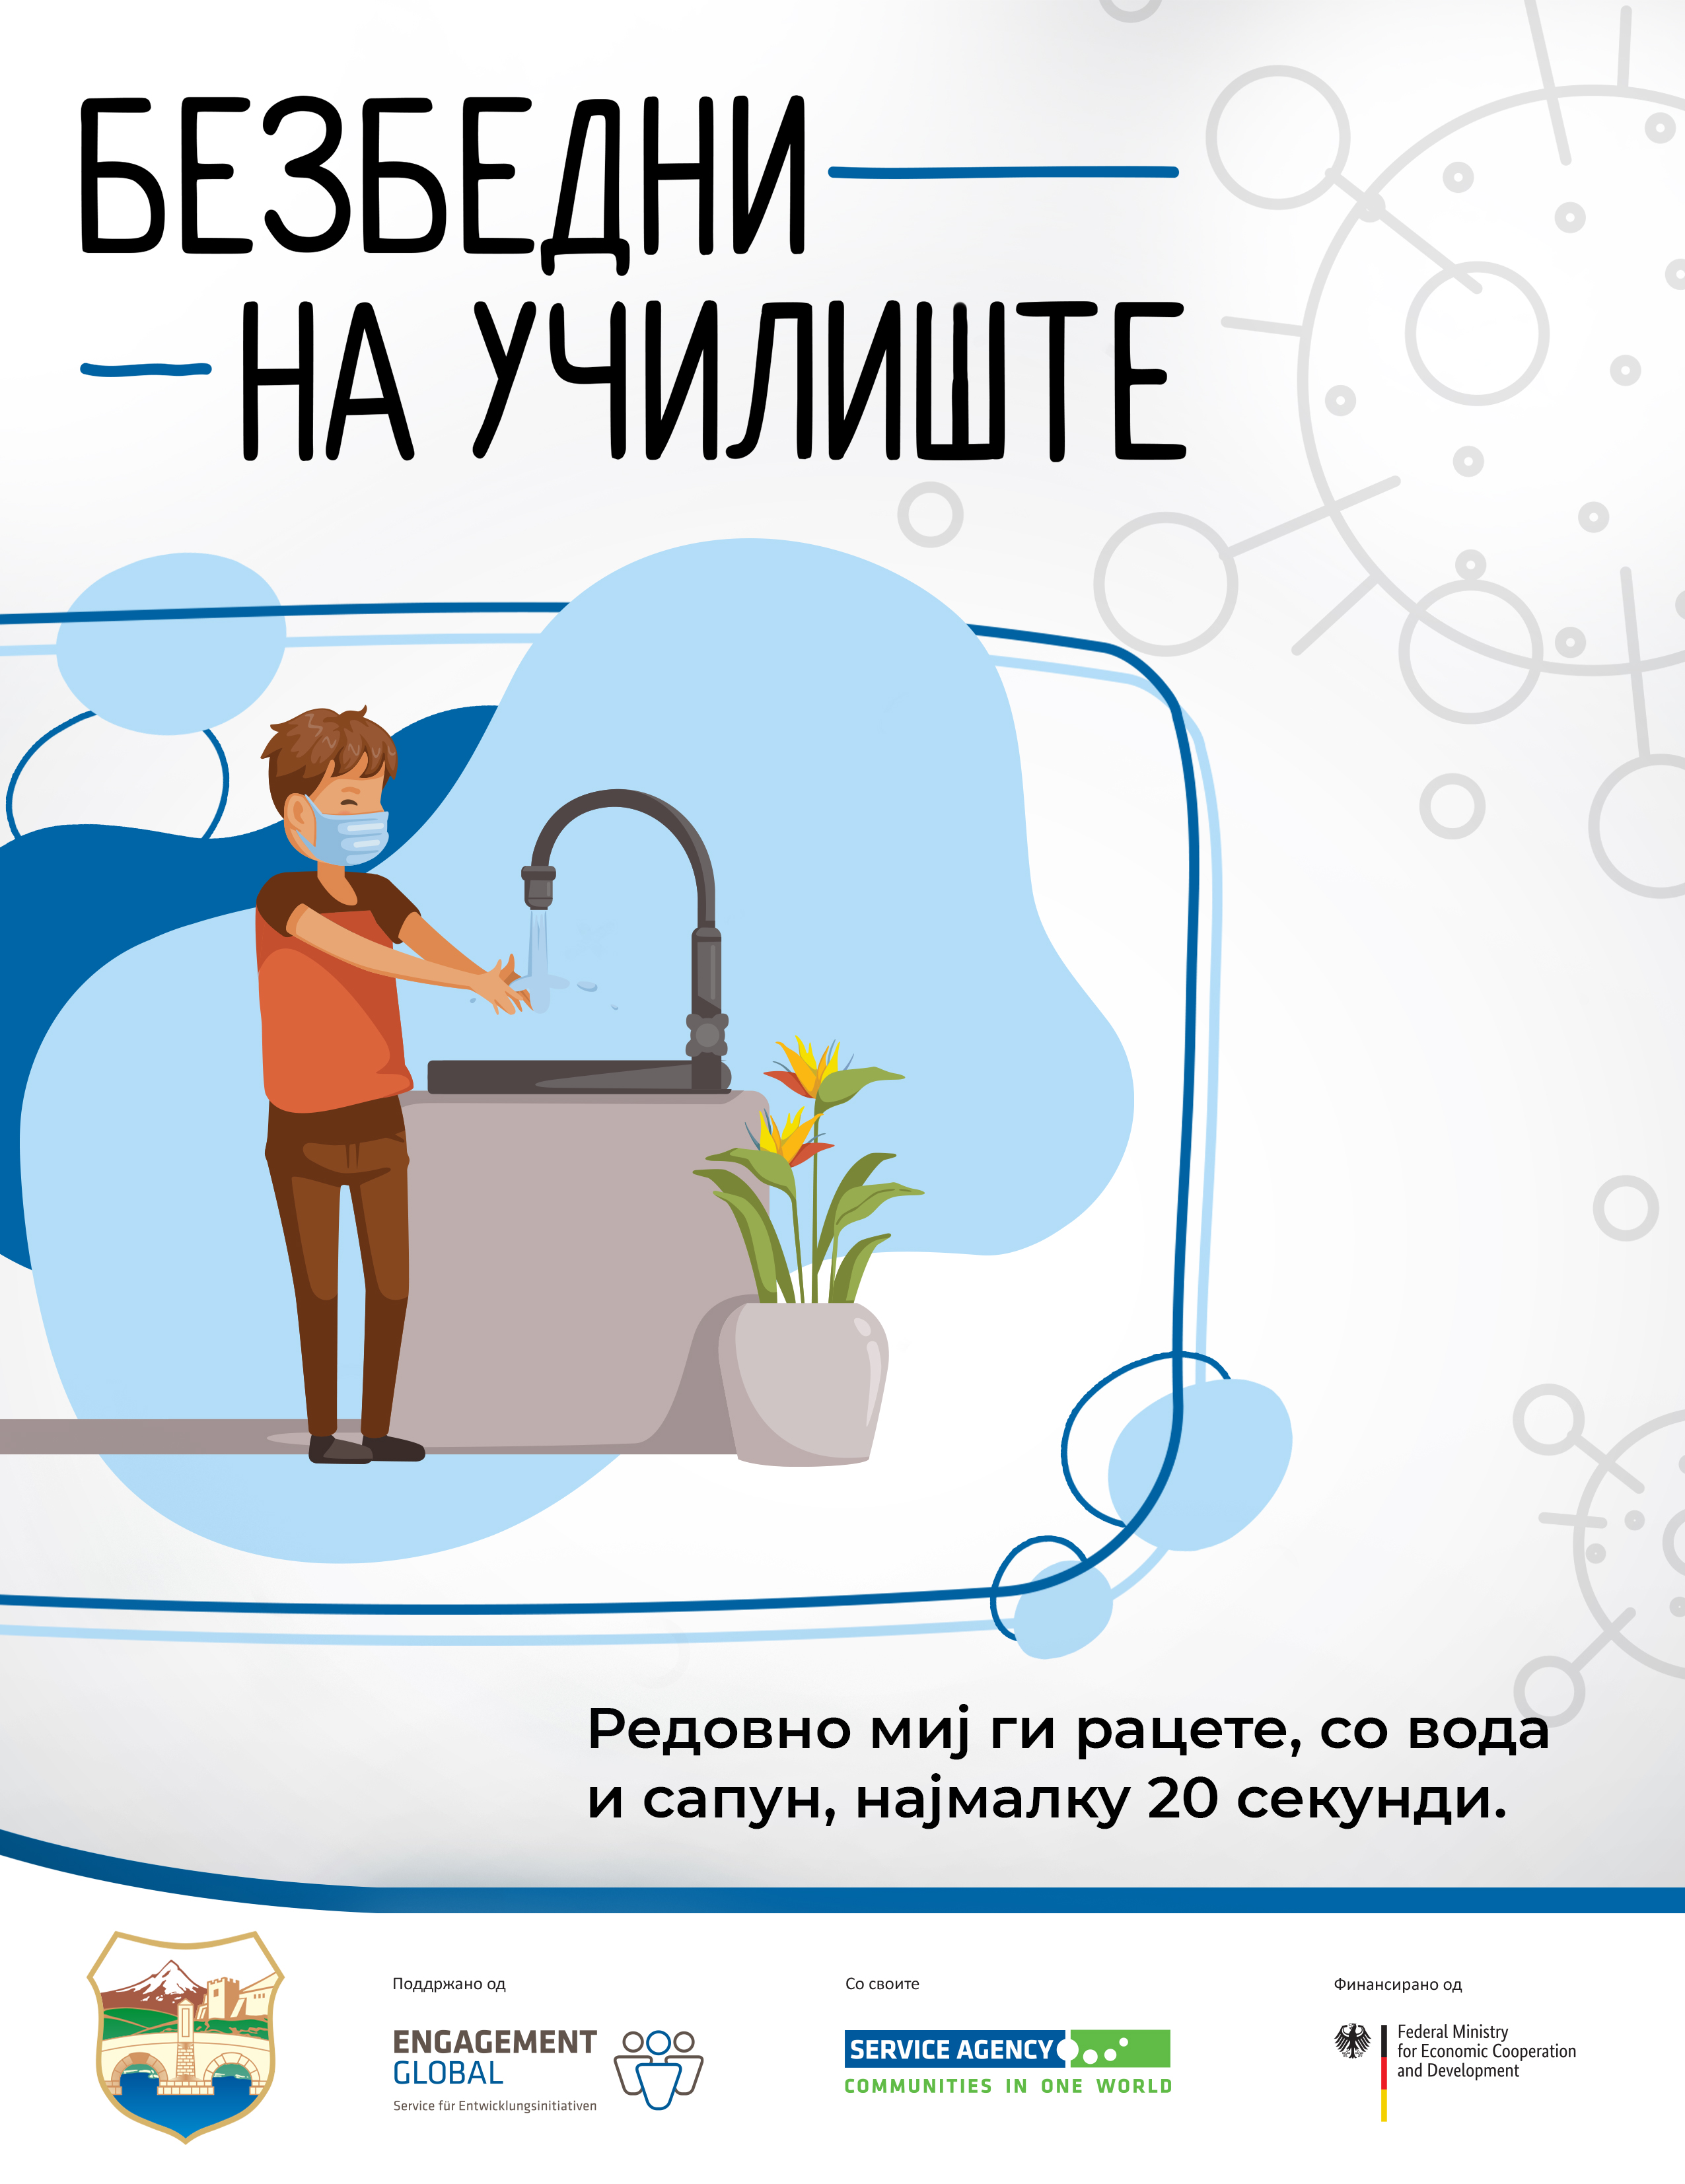 БЕЗБЕДНИ
НА УЧИЛИШТЕ
Редовно миј ги рацете, со вода
и сапун, најмалку 20 секунди.
Поддржано од
ENGAGEMENT
GLOBAL
Service für Entwicklungsinitiativen
Со своите
SERVICE AGENCY
COMMUNITIES IN ONE WORLD
Финансирано од
Federal Ministry
for Economic Cooperation
and Development